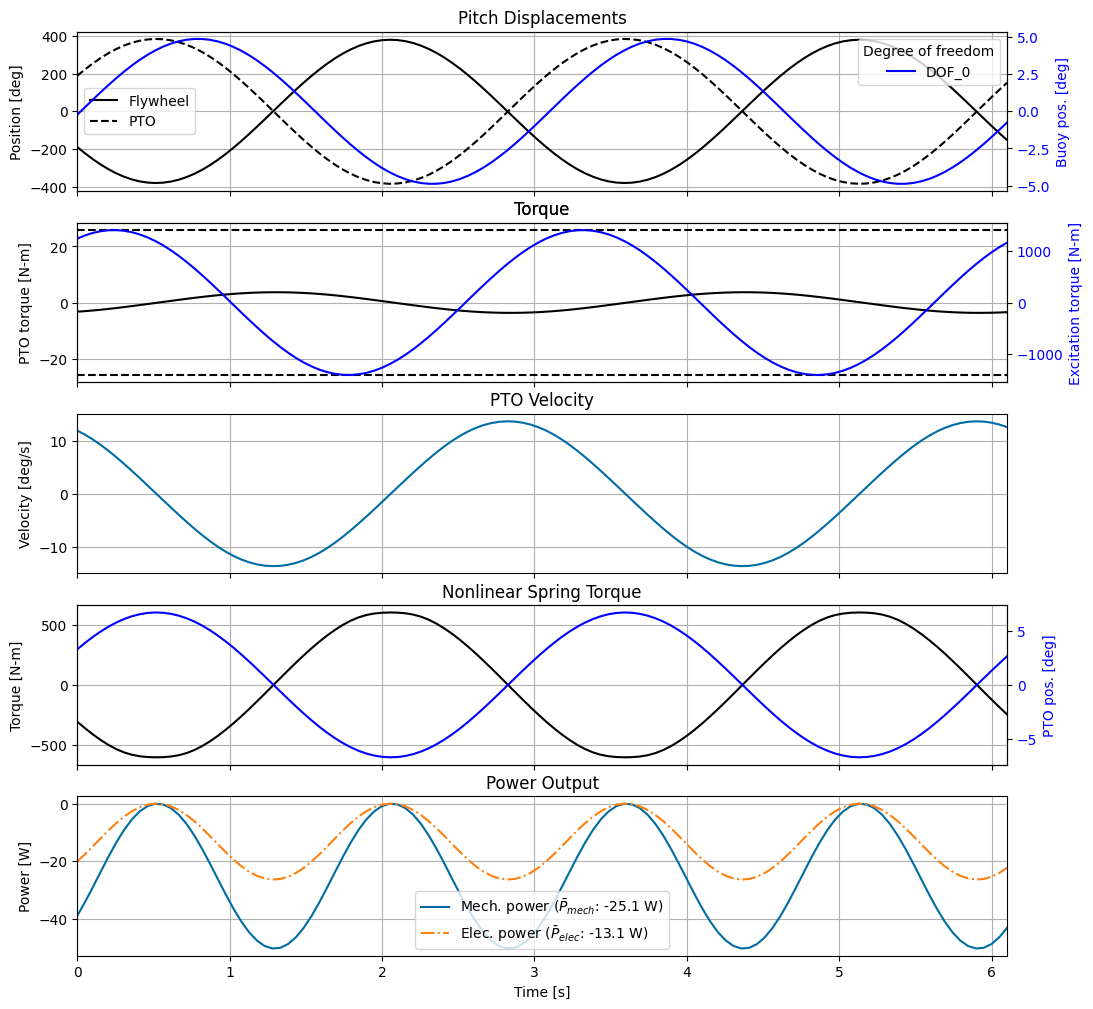 Pitch Displacements
Position [deg]
400
200
0
−200
−400
Flywheel
PTO
Degree of freedom
DOF_0
5.0
2.5
0.0
−2.5
−5.0
Buoy pos. [deg]
Torque
PTO torque [N-m]
20
0
−20
1000
0
−1000
Excitation torque [N-m]
PTO Velocity
Velocity [deg/s]
10
0
−10
Nonlinear Spring Torque
Torque [N-m]
500
0
−500
5
0
−5
PTO pos. [deg]
Power Output
Power [W]
0
−20
−40
Mech. power (P̄mech: -25.1 W)
Elec. power (P̄elec: -13.1 W)
0 1 2 3 4 5 6
Time [s]